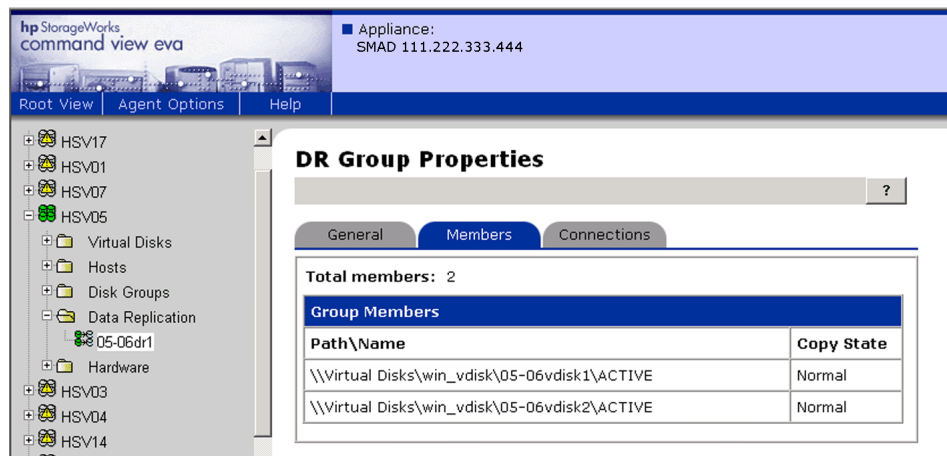 hp StorageWorks
command view eva
Appliance:
SMAD 111.222.333.444
Root View Agent Options Help
HSV17
HSV01
HSV07
HSV05
Virtual Disks
Hosts
Disk Groups
Data Replication
05-06dr1
Hardware
HSV03
HSV04
HSV14
DR Group Properties
?
General Members Connections
Total members: 2
Group Members
Path\Name Copy State
\\Virtual Disks\win_vdisk\05-06vdisk1\ACTIVE Normal
\\Virtual Disks\win_vdisk\05-06vdisk2\ACTIVE Normal